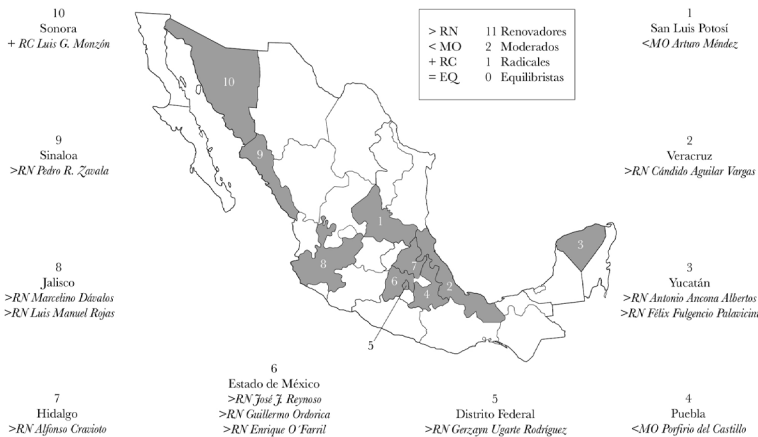 10
Sonora
+ RC Luis G. Monzón
> RN 11 Renovadores
< MO 2 Moderados
+ RC 1 Radicales
= EQ 0 Equilibristas
1
San Luis Potosí
<MO Arturo Méndez
9
Sinaloa
>RN Pedro R. Zavala
2
Veracruz
>RN Cándido Aguilar Vargas
8
Jalisco
>RN Marcelino Dávalos
>RN Luis Manuel Rojas
3
Yucatán
>RN Antonio Ancona Albertos
>RN Félix Fulgencio Palavicini
10
9
1
3
8
7
6
4
2
5
7
Hidalgo
>RN Alfonso Cravioto
6
Estado de México
>RN José J. Reynoso
>RN Guillermo Ordorica
>RN Enrique O´Farril
5
Distrito Federal
>RN Gerzayn Ugarte Rodríguez
4
Puebla
<MO Porfirio del Castillo